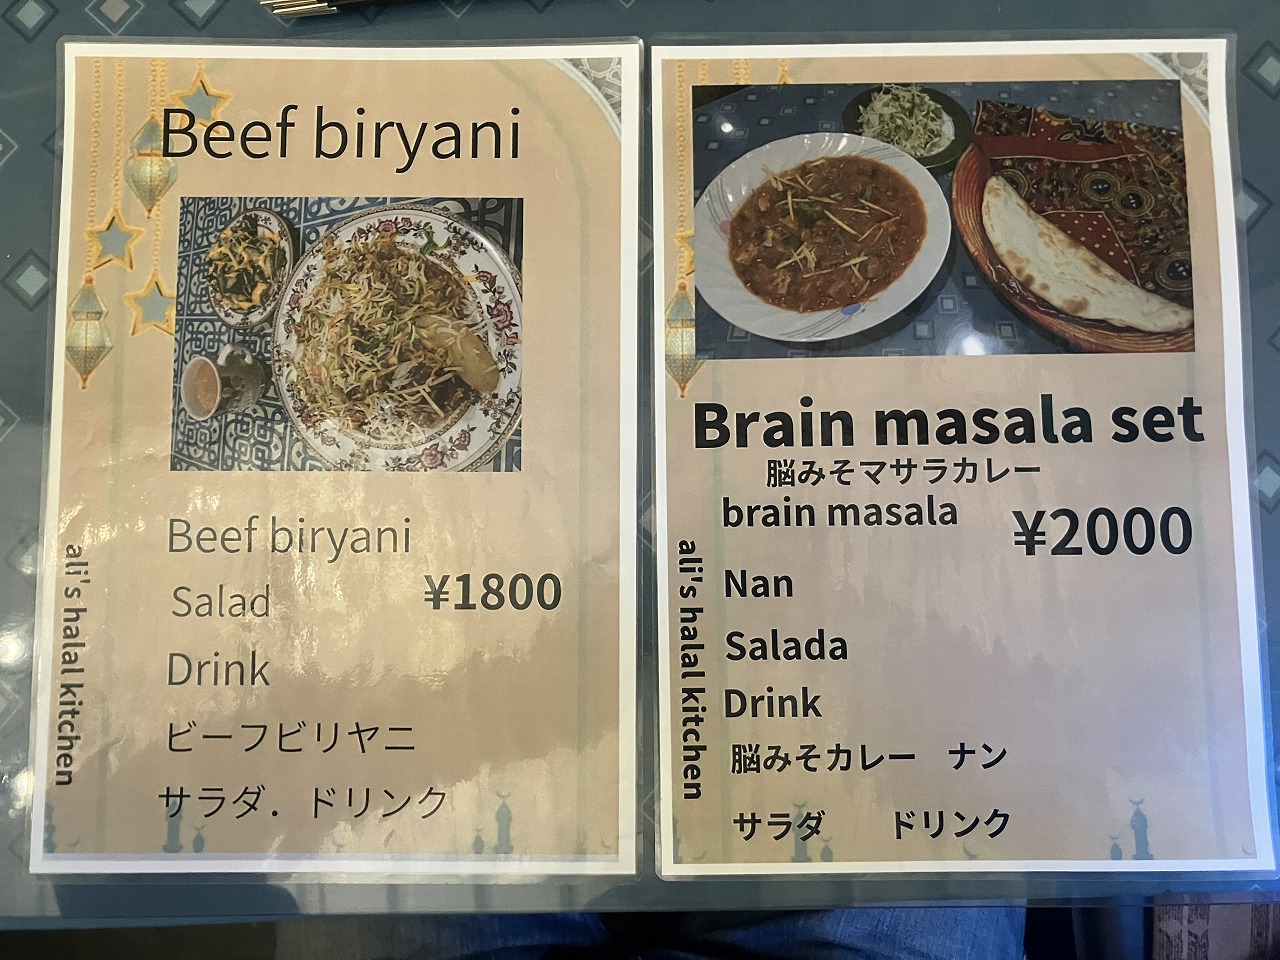 Beef biryani
Beef biryani
Salad
¥1800
Drink
ビーフビリヤニ
サラダ．ドリンク
ali's halal kitchen
Brain masala set
脳みそマサラカレー
brain masala
¥2000
Nan
Salada
Drink
脳みそカレー　ナン
サラダ　　ドリンク
ali's halal kitchen